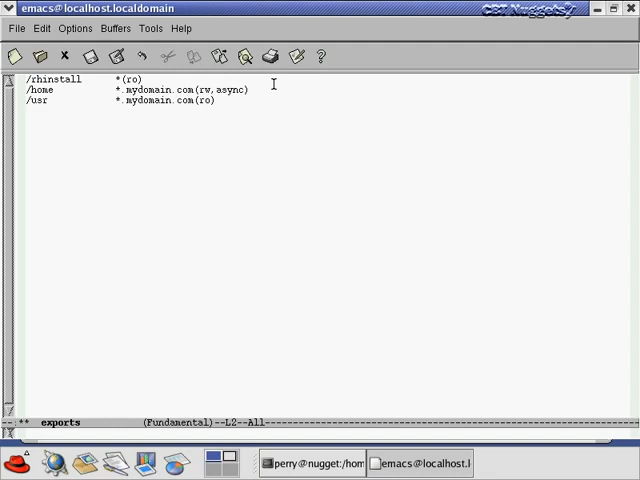 emacs@localhost.localdomain
CBT Nuggets
File Edit Options Buffers Tools Help
/rhinstall *(ro)
/home *.mydomain.com(rw,async)
/usr *.mydomain.com(ro)
--:** exports (Fundamental)--L2--All
perry@nugget:/hom emacs@localhost.l